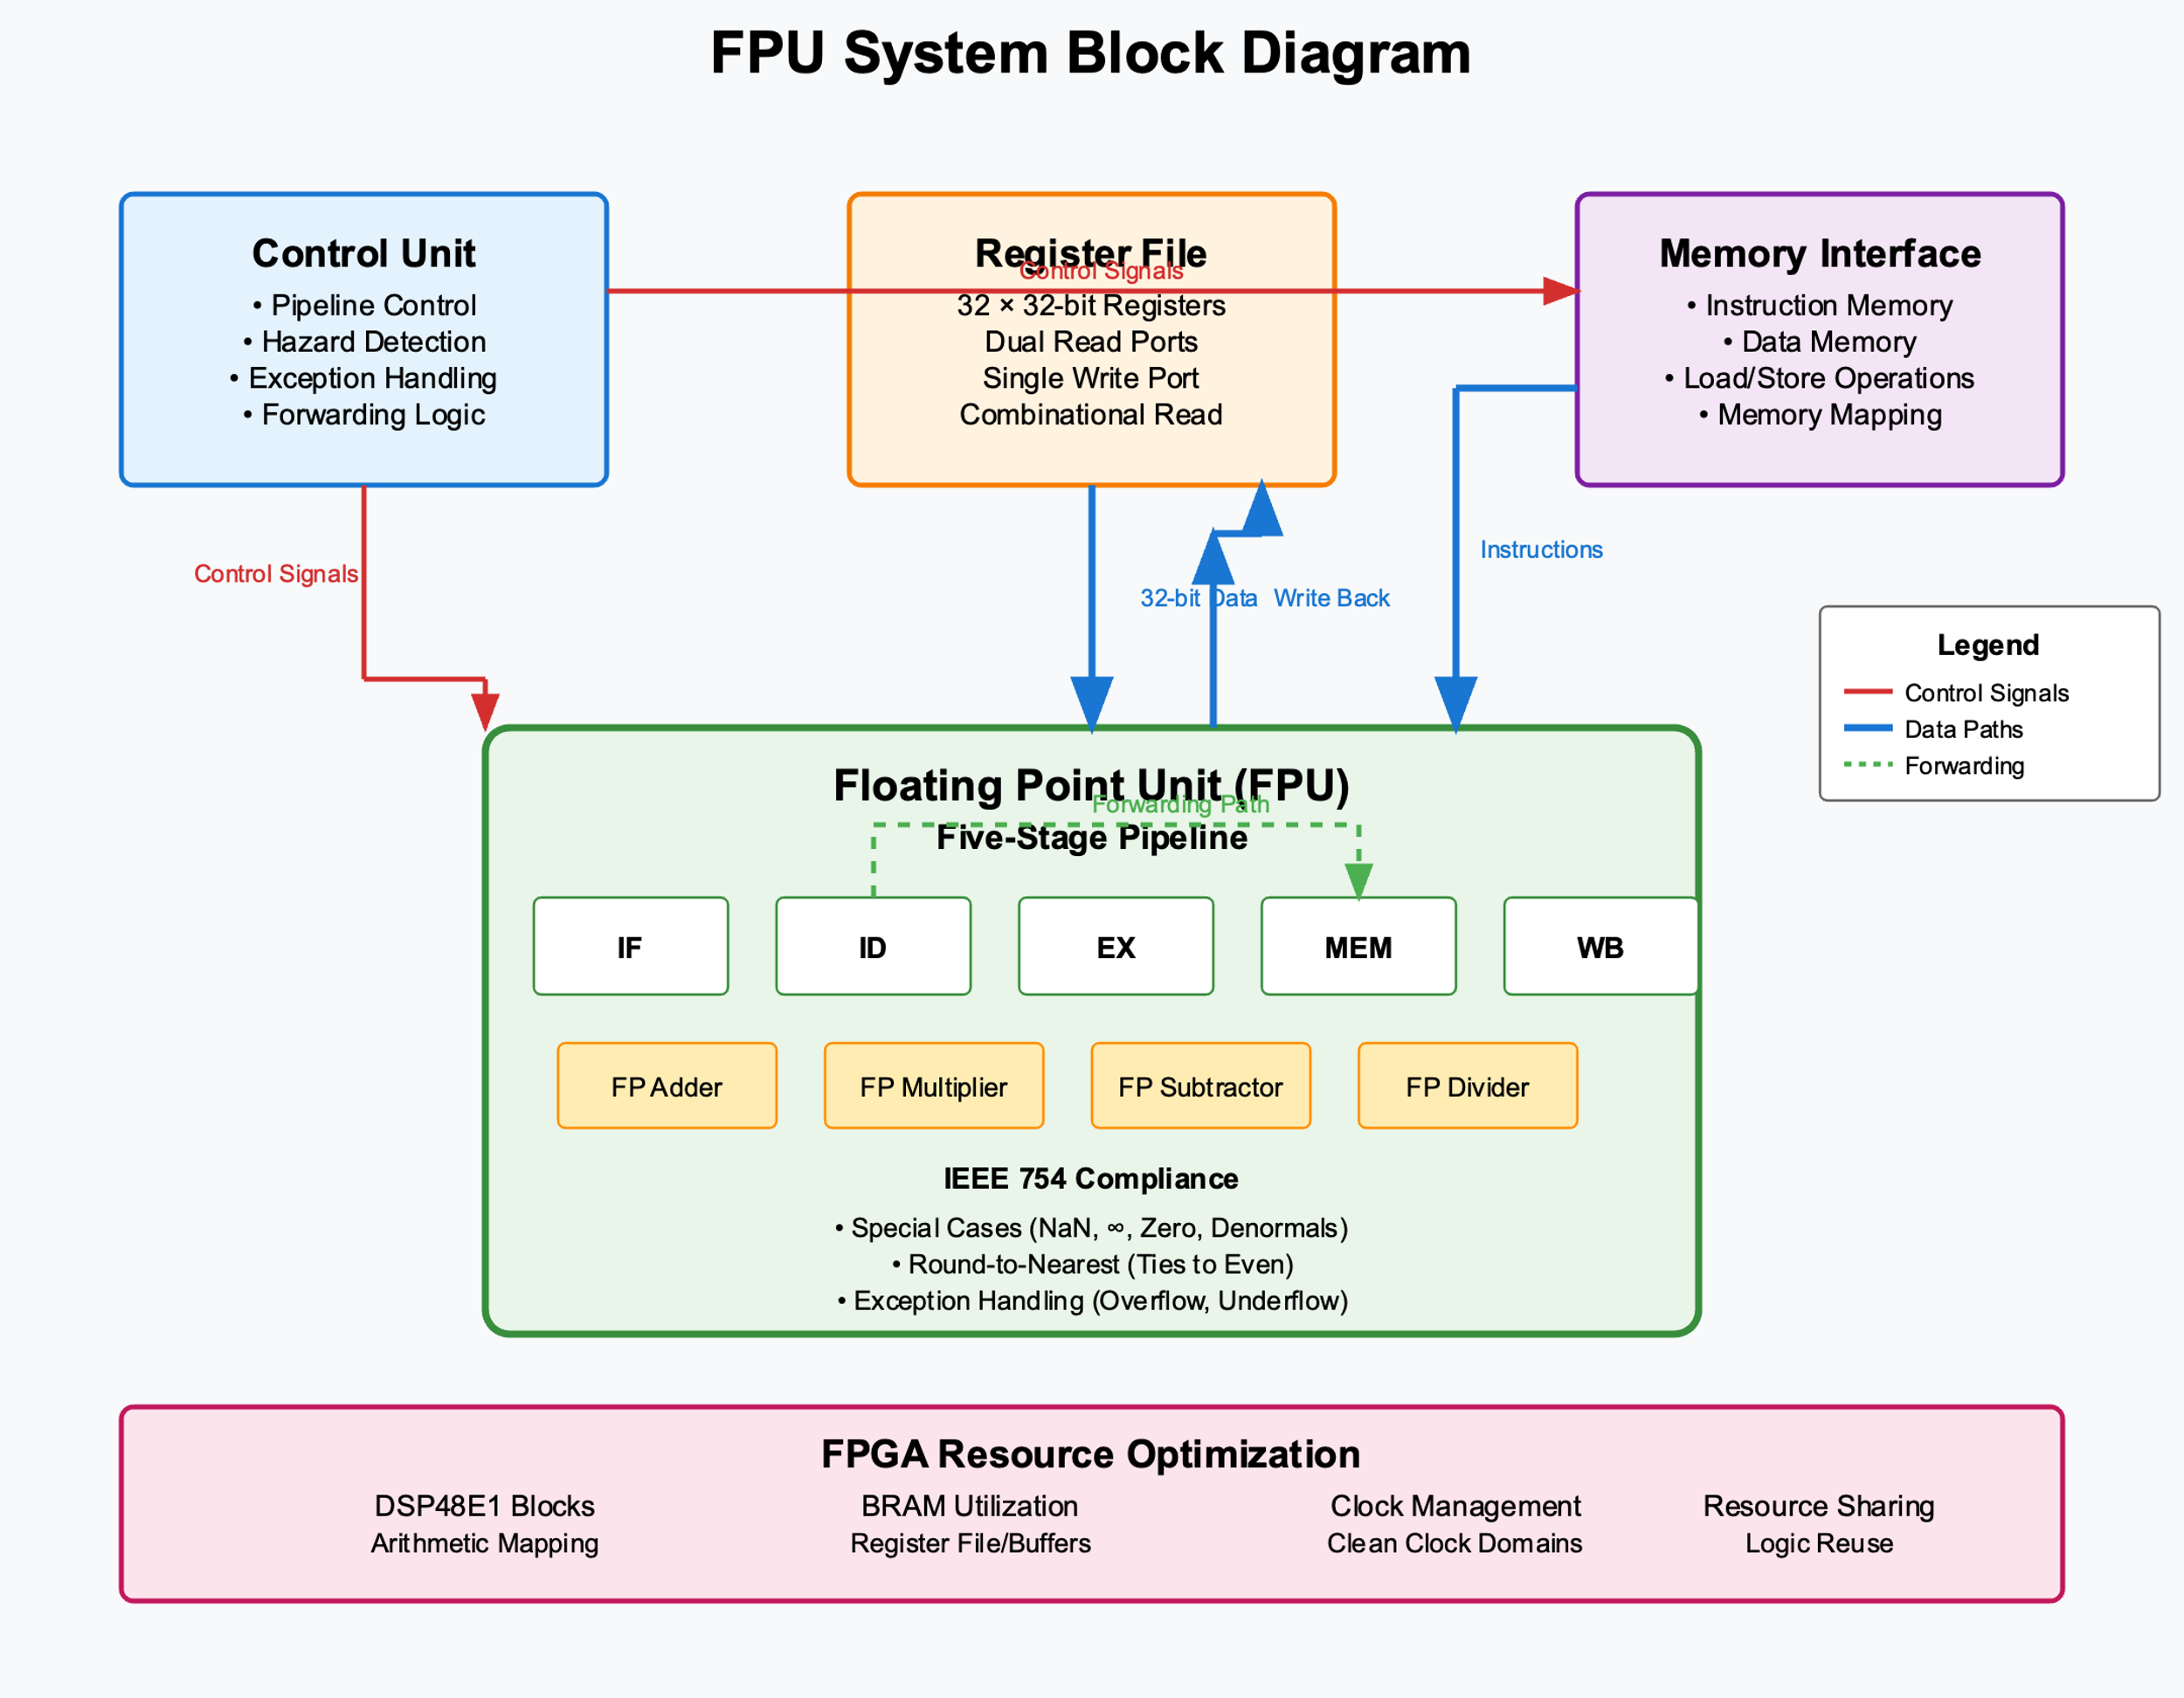 FPU System Block Diagram
Control Unit
• Pipeline Control
• Hazard Detection
• Exception Handling
• Forwarding Logic
Register File
Control Signals
32 × 32-bit Registers
Dual Read Ports
Single Write Port
Combinational Read
Memory Interface
• Instruction Memory
• Data Memory
• Load/Store Operations
• Memory Mapping
Control Signals
32-bit Data
Write Back
Instructions
Legend
Control Signals
Data Paths
Forwarding
Floating Point Unit (FPU)
Forwarding Path
Five-Stage Pipeline
IF
ID
EX
MEM
WB
FP Adder
FP Multiplier
FP Subtractor
FP Divider
IEEE 754 Compliance
• Special Cases (NaN, ∞, Zero, Denormals)
• Round-to-Nearest (Ties to Even)
• Exception Handling (Overflow, Underflow)
FPGA Resource Optimization
DSP48E1 Blocks
Arithmetic Mapping
BRAM Utilization
Register File/Buffers
Clock Management
Clean Clock Domains
Resource Sharing
Logic Reuse